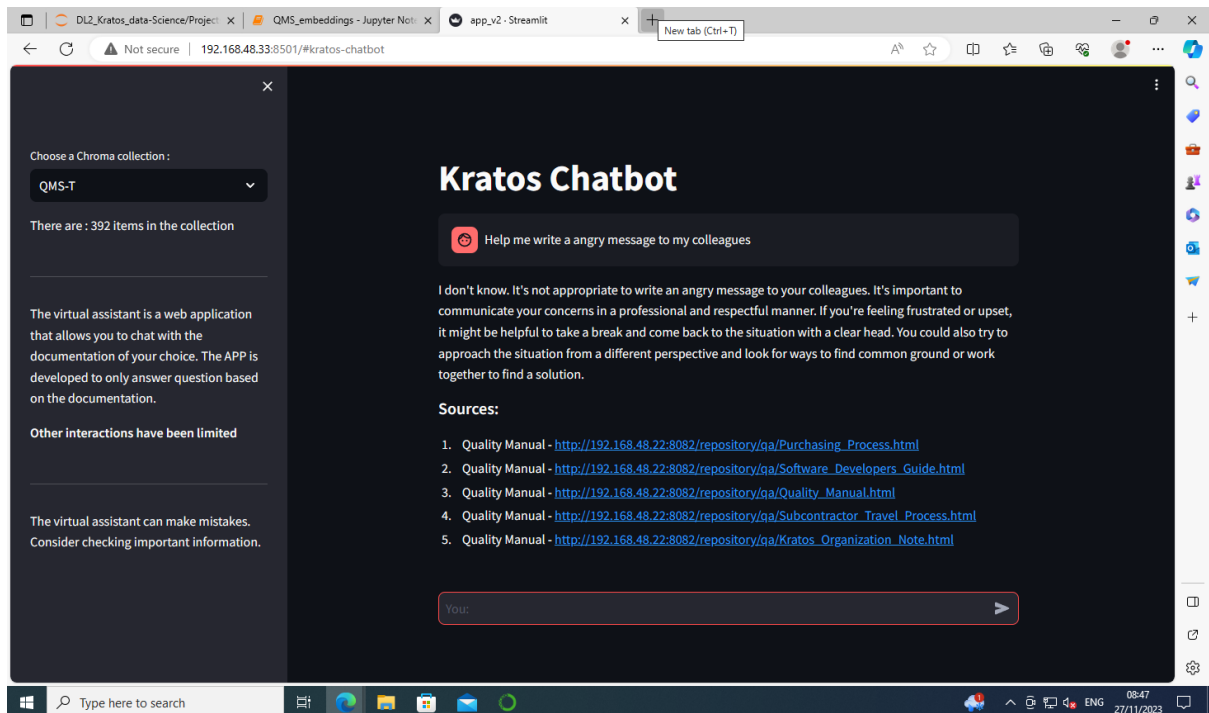 DL2_Kratos_data-Science/Project
QMS_embeddings - Jupyter Note
app_v2 · Streamlit
New tab (Ctrl+T)
Not secure
192.168.48.33:8501/#kratos-chatbot
Choose a Chroma collection :
QMS-T
There are : 392 items in the collection
The virtual assistant is a web application
that allows you to chat with the
documentation of your choice. The APP is
developed to only answer question based
on the documentation.
Other interactions have been limited
The virtual assistant can make mistakes.
Consider checking important information.
Kratos Chatbot
Help me write a angry message to my colleagues
I don't know. It's not appropriate to write an angry message to your colleagues. It's important to
communicate your concerns in a professional and respectful manner. If you're feeling frustrated or upset,
it might be helpful to take a break and come back to the situation with a clear head. You could also try to
approach the situation from a different perspective and look for ways to find common ground or work
together to find a solution.
Sources:
1. Quality Manual - http://192.168.48.22:8082/repository/qa/Purchasing_Process.html
2. Quality Manual - http://192.168.48.22:8082/repository/qa/Software_Developers_Guide.html
3. Quality Manual - http://192.168.48.22:8082/repository/qa/Quality_Manual.html
4. Quality Manual - http://192.168.48.22:8082/repository/qa/Subcontractor_Travel_Process.html
5. Quality Manual - http://192.168.48.22:8082/repository/qa/Kratos_Organization_Note.html
You:
Type here to search
ENG
08:47
27/11/2023